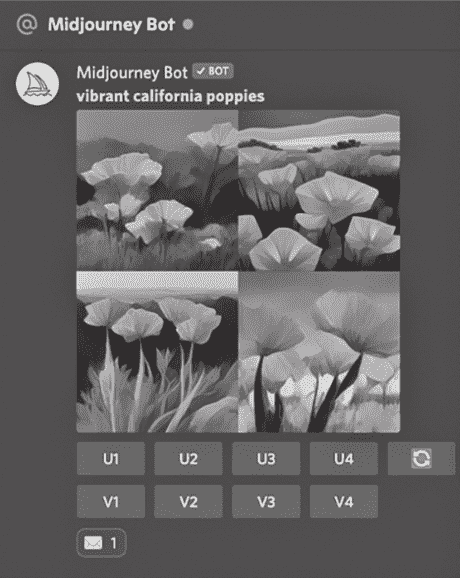 @ Midjourney Bot
Midjourney Bot ✓ BOT
vibrant california poppies
U1 U2 U3 U4
V1 V2 V3 V4
1